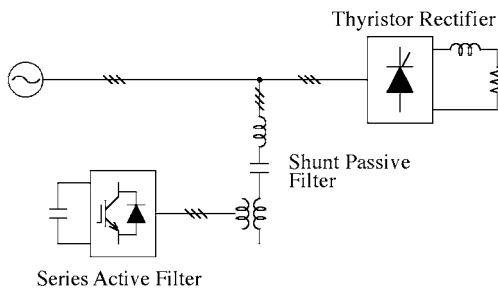 Thyristor Rectifier
Shunt Passive
Filter
Series Active Filter